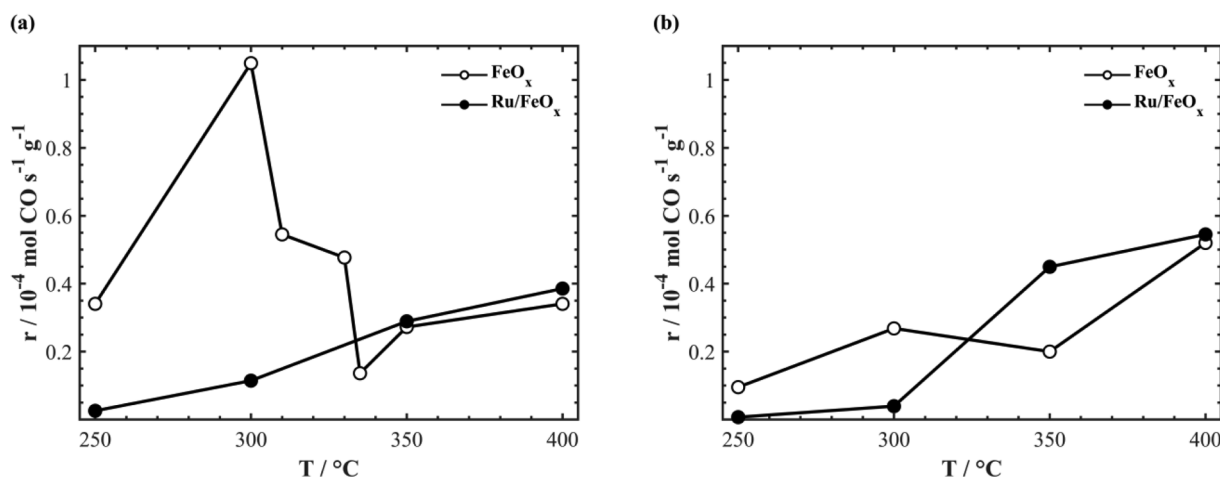 (a)
FeOₓ
Ru/FeOₓ
r / 10⁻⁴ mol CO s⁻¹ g⁻¹
1
0.8
0.6
0.4
0.2
250
300
350
400
T / °C
(b)
FeOₓ
Ru/FeOₓ
r / 10⁻⁴ mol CO s⁻¹ g⁻¹
1
0.8
0.6
0.4
0.2
250
300
350
400
T / °C